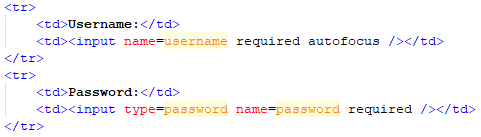 <tr>
<td>Username:</td>
<td><input name=username required autofocus /></td>
</tr>
<tr>
<td>Password:</td>
<td><input type=password name=password required /></td>
</tr>